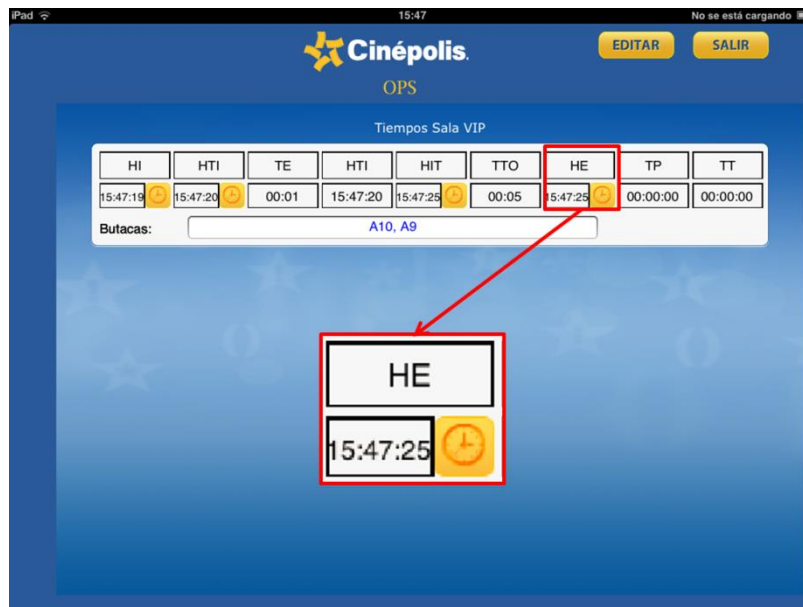 iPad 15:47 No se está cargando
Cinépolis. EDITAR SALIR
OPS
Tiempos Sala VIP
HI HTI TE HTI HIT TTO HE TP TT
15:47:19 15:47:20 00:01 15:47:20 15:47:25 00:05 15:47:25 00:00:00 00:00:00
Butacas: A10, A9
HE
15:47:25